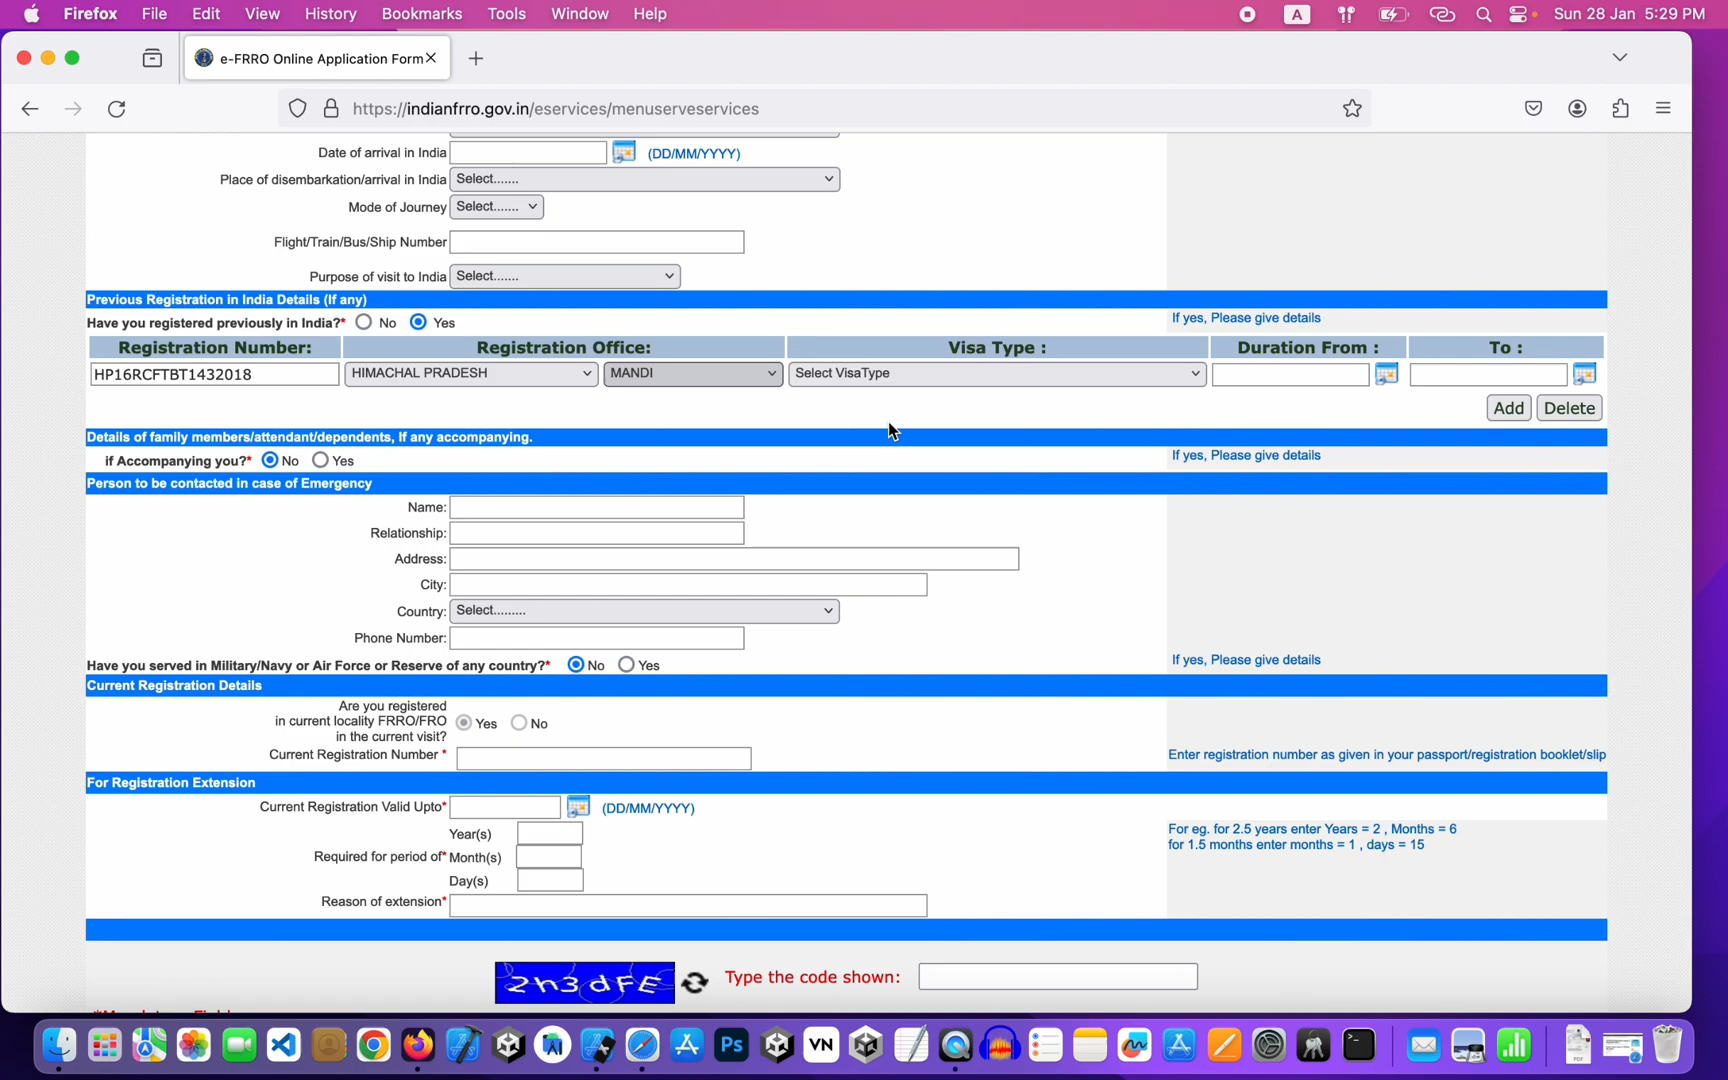 Firefox File Edit View History Bookmarks Tools Window Help A Sun 28 Jan 5:29 PM
e-FRRO Online Application Form
https://indianfrro.gov.in/eservices/menuserveservices
Date of arrival in India (DD/MM/YYYY)
Place of disembarkation/arrival in India Select.......
Mode of Journey Select.......
Flight/Train/Bus/Ship Number
Purpose of visit to India Select.......
Previous Registration in India Details (If any)
Have you registered previously in India?* No Yes If yes, Please give details
Registration Number: Registration Office: Visa Type : Duration From : To :
HP16RCFTBT1432018 HIMACHAL PRADESH MANDI Select VisaType
Add Delete
Details of family members/attendant/dependents, If any accompanying.
if Accompanying you?* No Yes If yes, Please give details
Person to be contacted in case of Emergency
Name:
Relationship:
Address:
City:
Country: Select.........
Phone Number:
Have you served in Military/Navy or Air Force or Reserve of any country?* No Yes If yes, Please give details
Current Registration Details
Are you registered
in current locality FRRO/FRO
in the current visit? Yes No
Current Registration Number * Enter registration number as given in your passport/registration booklet/slip
For Registration Extension
Current Registration Valid Upto* (DD/MM/YYYY)
Year(s) For eg. for 2.5 years enter Years = 2 , Months = 6
for 1.5 months enter months = 1 , days = 15
Required for period of* Month(s)
Day(s)
Reason of extension*
2n3dFE Type the code shown:
Ps VN
PDF